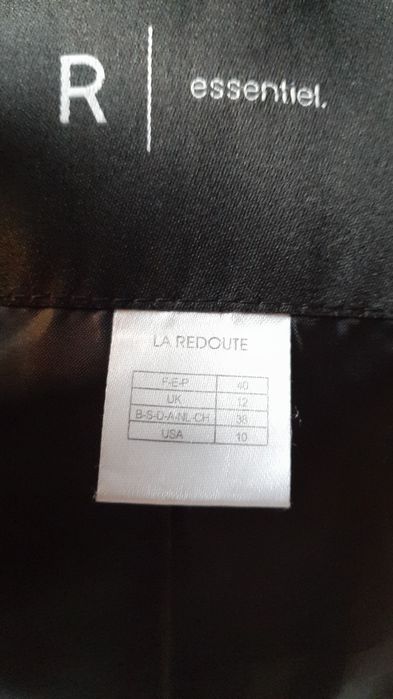 R | essentiel.
LA REDOUTE
F-E-P 40
UK 12
B-S-D-A-NL-CH 38
USA 10